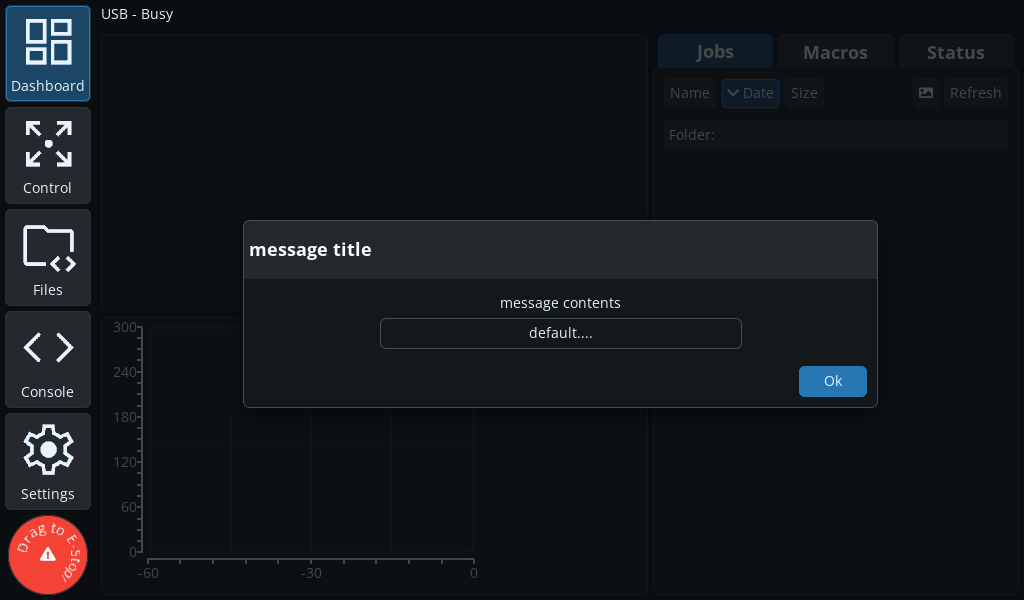 USB - Busy
Dashboard
Control
Files
Console
Settings
Drag to E-Stop!
Jobs
Macros
Status
Name
Date
Size
Refresh
Folder:
message title
message contents
default....
Ok
300
240
180
120
60
0
-60
-30
0